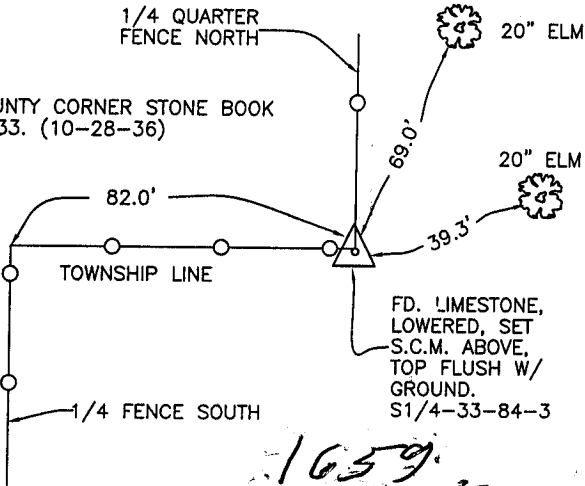 1/4 QUARTER
FENCE NORTH
20" ELM
UNTY CORNER STONE BOOK
33. (10-28-36)
69.0'
20" ELM
82.0'
39.3'
TOWNSHIP LINE
FD. LIMESTONE,
LOWERED, SET
S.C.M. ABOVE,
TOP FLUSH W/
GROUND.
S1/4-33-84-3
1/4 FENCE SOUTH
1659